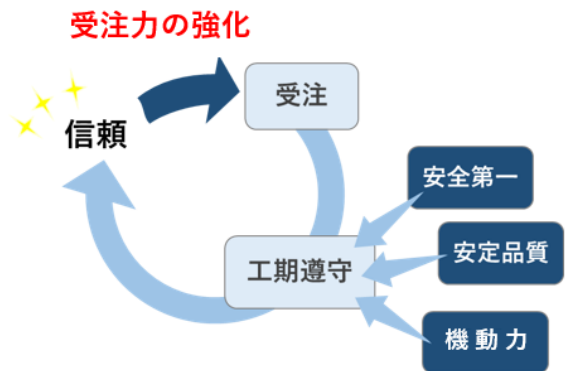 受注力の強化
受注
信頼
安全第一
安定品質
工期遵守
機動力